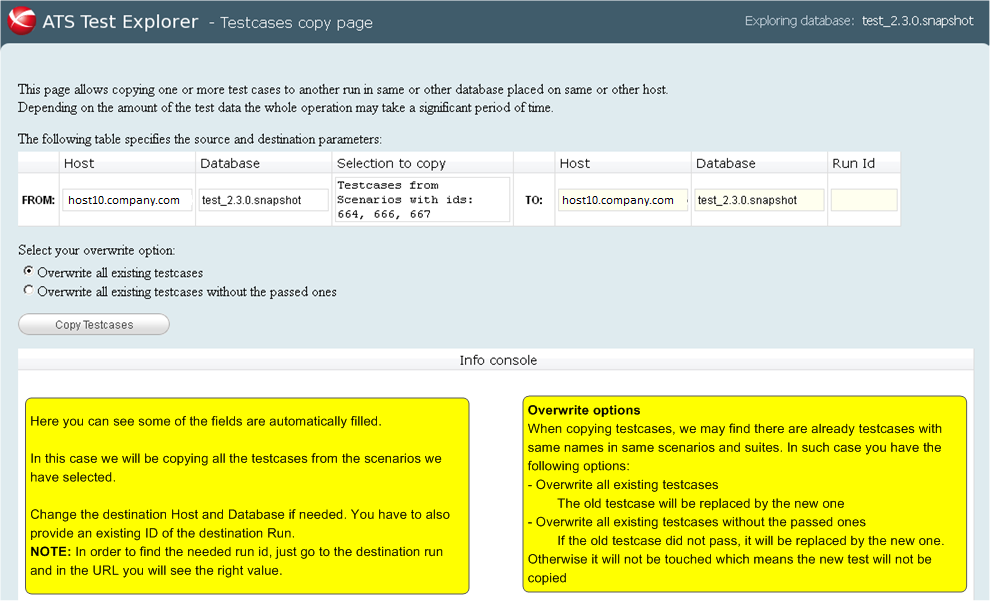 ATS Test Explorer - Testcases copy page
Exploring database: test_2.3.0.snapshot
This page allows copying one or more test cases to another run in same or other database placed on same or other host.
Depending on the amount of the test data the whole operation may take a significant period of time.
The following table specifies the source and destination parameters:
Host Database Selection to copy Host Database Run Id
FROM: host10.company.com test_2.3.0.snapshot Testcases from
Scenarios with ids:
664, 666, 667
TO: host10.company.com test_2.3.0.snapshot
Select your overwrite option:
Overwrite all existing testcases
Overwrite all existing testcases without the passed ones
Copy Testcases
Info console
Here you can see some of the fields are automatically filled.
In this case we will be copying all the testcases from the scenarios we
have selected.
Change the destination Host and Database if needed. You have to also
provide an existing ID of the destination Run.
NOTE: In order to find the needed run id, just go to the destination run
and in the URL you will see the right value.
Overwrite options
When copying testcases, we may find there are already testcases with
same names in same scenarios and suites. In such case you have the
following options:
- Overwrite all existing testcases
The old testcase will be replaced by the new one
- Overwrite all existing testcases without the passed ones
If the old testcase did not pass, it will be replaced by the new one.
Otherwise it will not be touched which means the new test will not be
copied